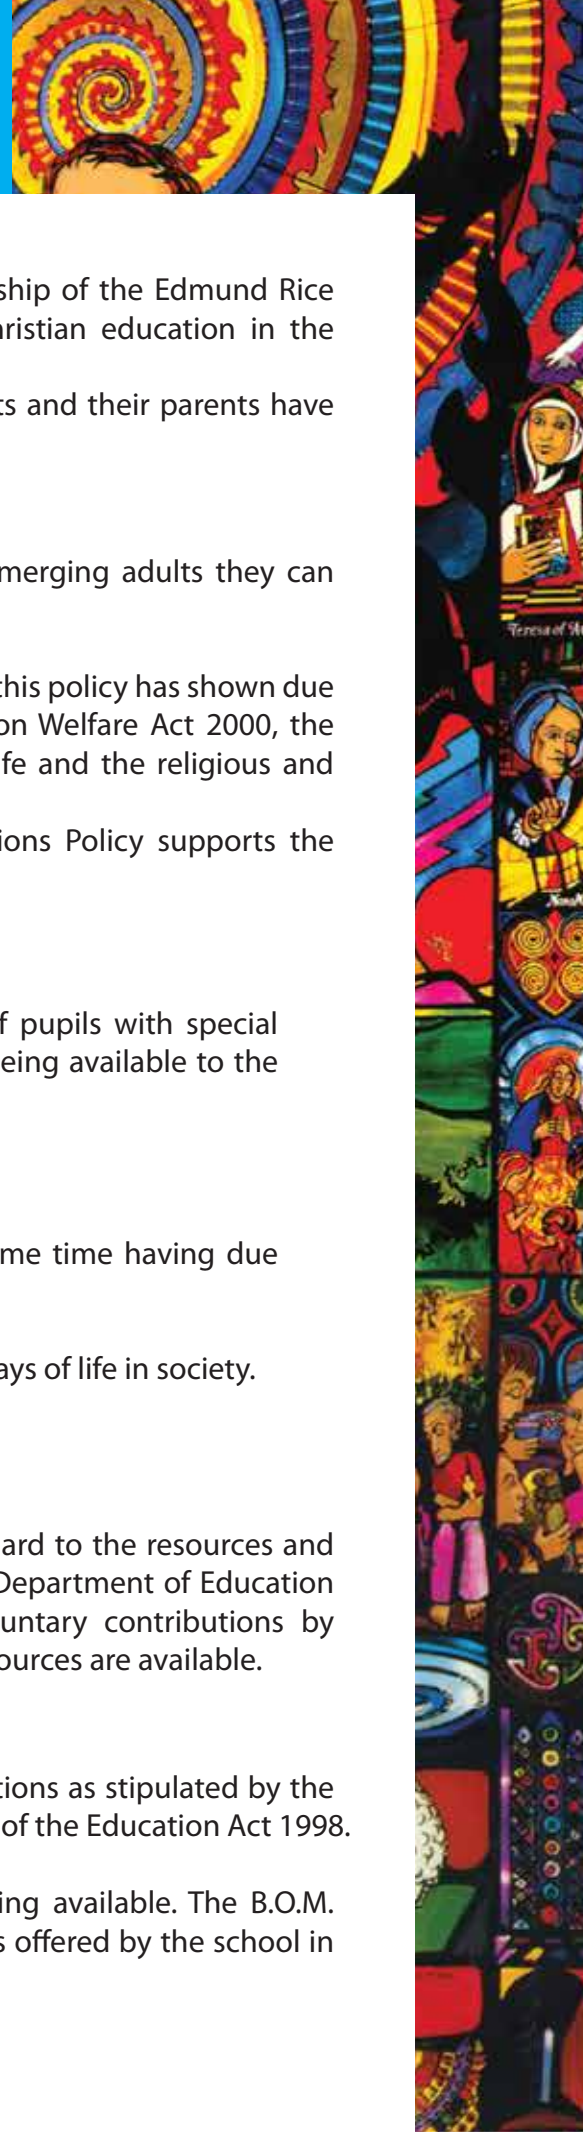 ship of the Edmund Rice
hristian education in the
ts and their parents have
merging adults they can
this policy has shown due
on Welfare Act 2000, the
fe and the religious and
ions Policy supports the
f pupils with special
eing available to the
me time having due
ays of life in society.
ard to the resources and
Department of Education
untary contributions by
ources are available.
tions as stipulated by the
of the Education Act 1998.
ing available. The B.O.M.
s offered by the school in
Teresa of